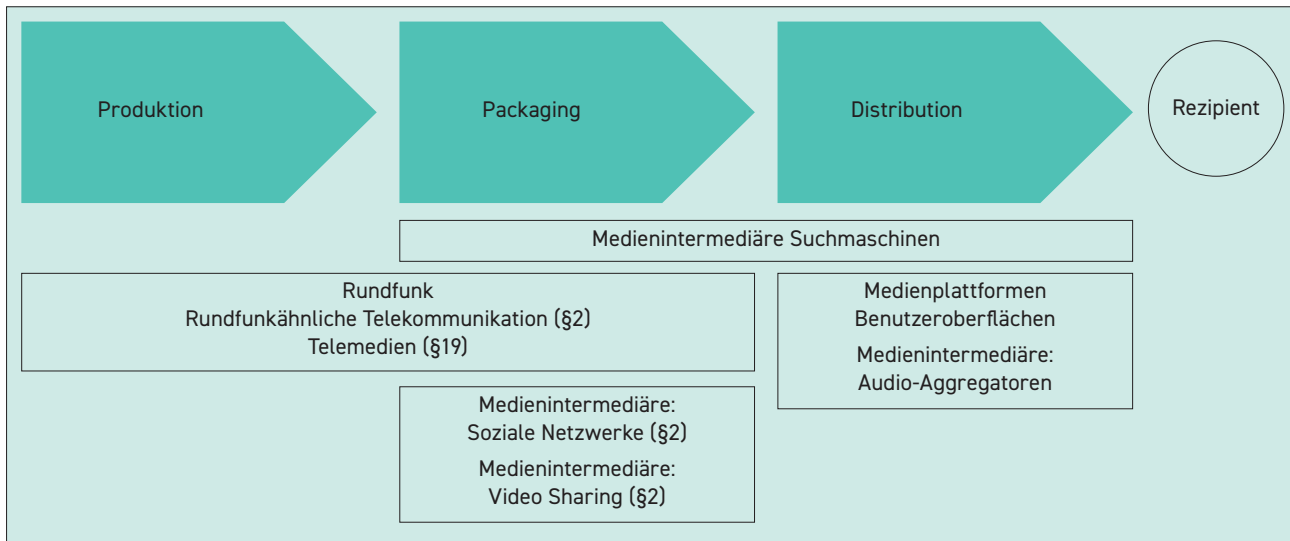 Produktion
Packaging
Distribution
Rezipient
Medienintermediäre Suchmaschinen
Rundfunk
Rundfunkähnliche Telekommunikation (§2)
Telemedien (§19)
Medienplattformen
Benutzeroberflächen
Medienintermediäre:
Audio-Aggregatoren
Medienintermediäre:
Soziale Netzwerke (§2)
Medienintermediäre:
Video Sharing (§2)